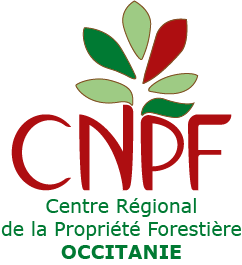 CNPF
Centre Régional
de la Propriété Forestière
OCCITANIE